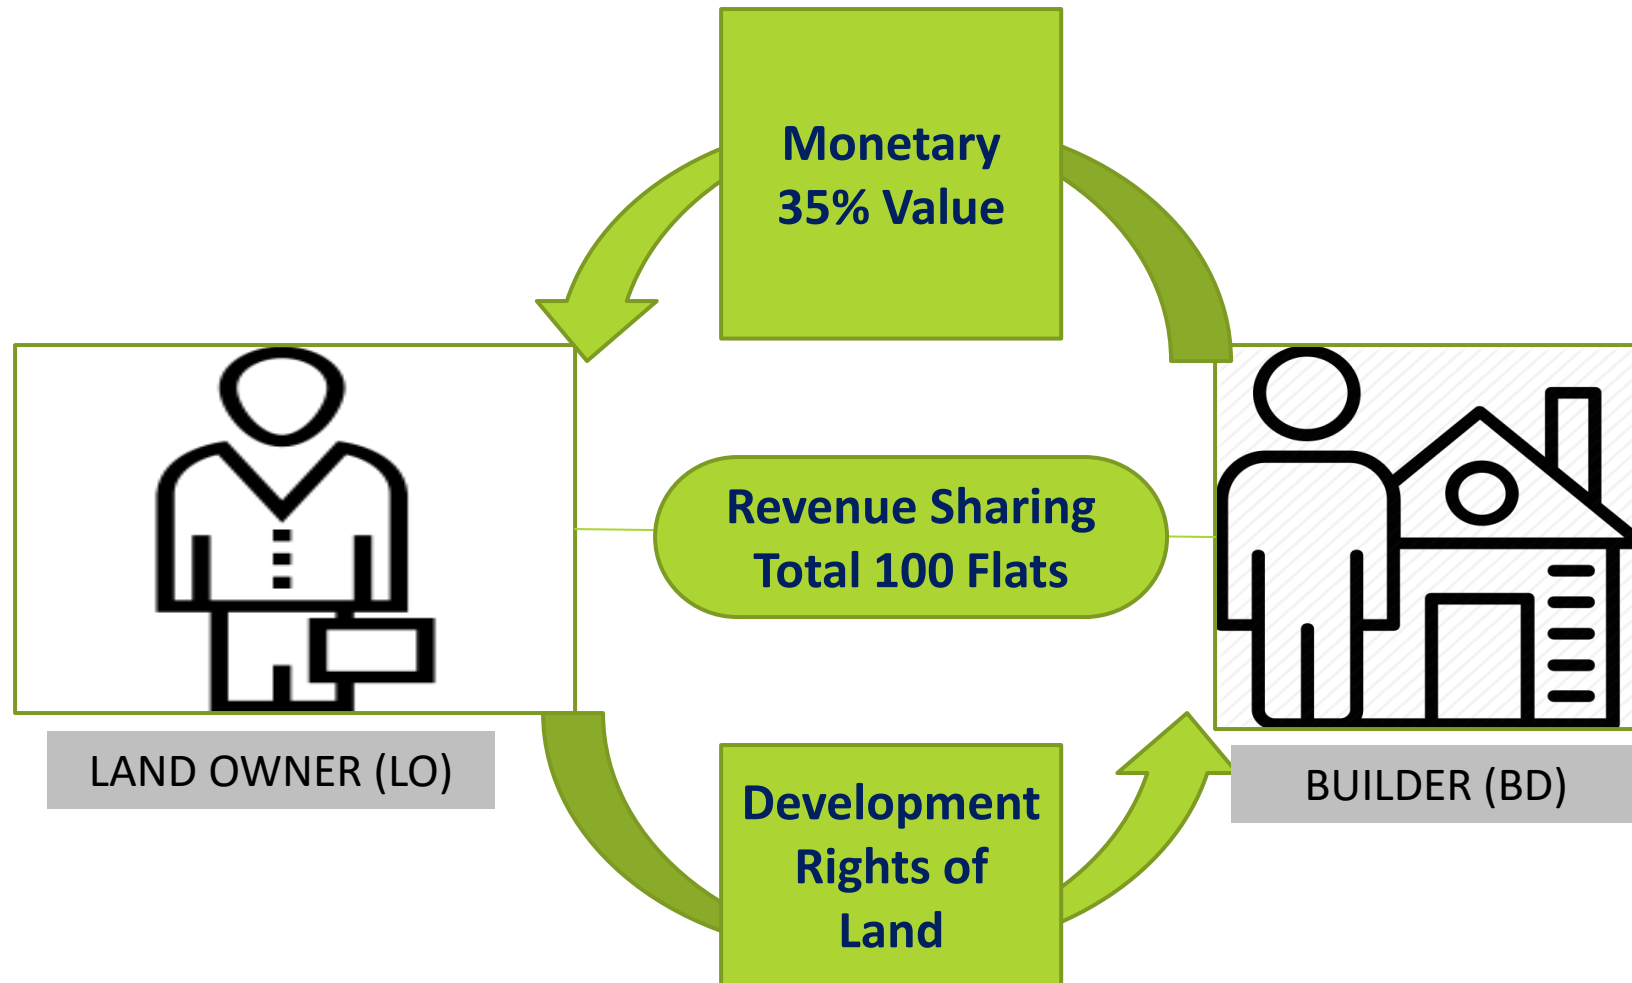 Monetary
35% Value
Revenue Sharing
Total 100 Flats
LAND OWNER (LO)
BUILDER (BD)
Development
Rights of
Land